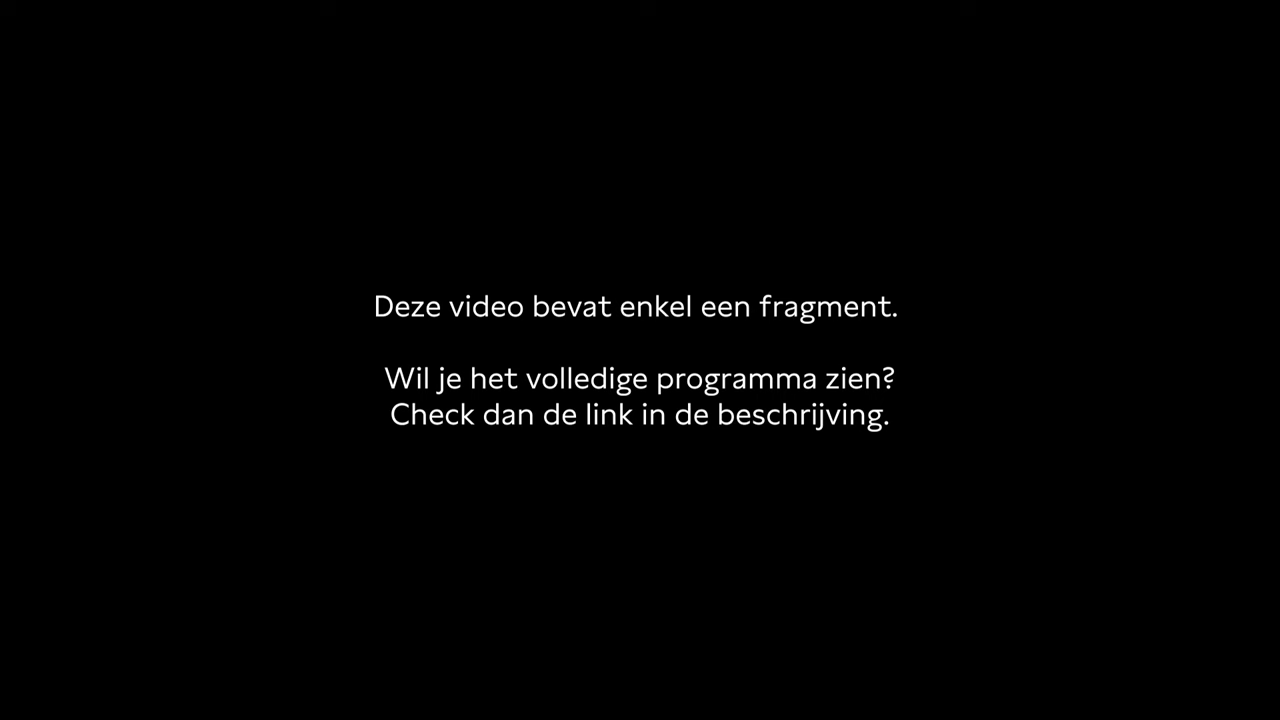 Deze video bevat enkel een fragment.
Wil je het volledige programma zien?
Check dan de link in de beschrijving.